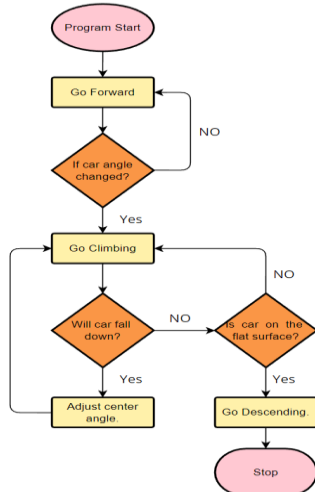 Program Start
Go Forward
NO
If car angle
changed?
Yes
Go Climbing
NO
Will car fall
down?
NO
Is car on the
flat surface?
Yes
Yes
Adjust center
angle.
Go Descending.
Stop